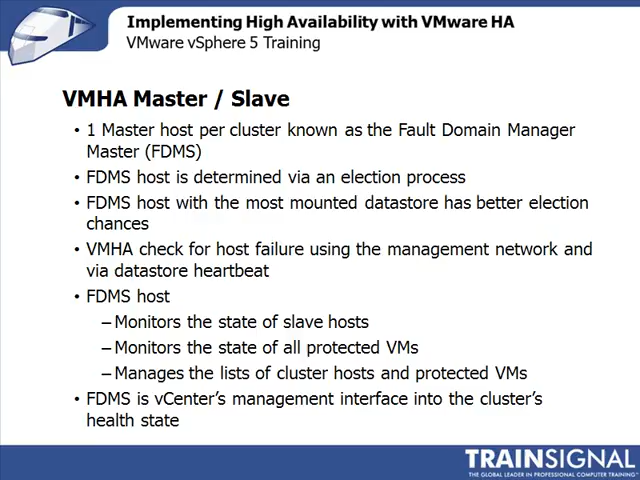 Implementing High Availability with VMware HA
VMware vSphere 5 Training
VMHA Master / Slave
• 1 Master host per cluster known as the Fault Domain Manager
Master (FDMS)
• FDMS host is determined via an election process
• FDMS host with the most mounted datastore has better election
chances
• VMHA check for host failure using the management network and
via datastore heartbeat
• FDMS host
– Monitors the state of slave hosts
– Monitors the state of all protected VMs
– Manages the lists of cluster hosts and protected VMs
• FDMS is vCenter's management interface into the cluster's
health state
TRAINSIGNAL
THE GLOBAL LEADER IN PROFESSIONAL COMPUTER TRAINING